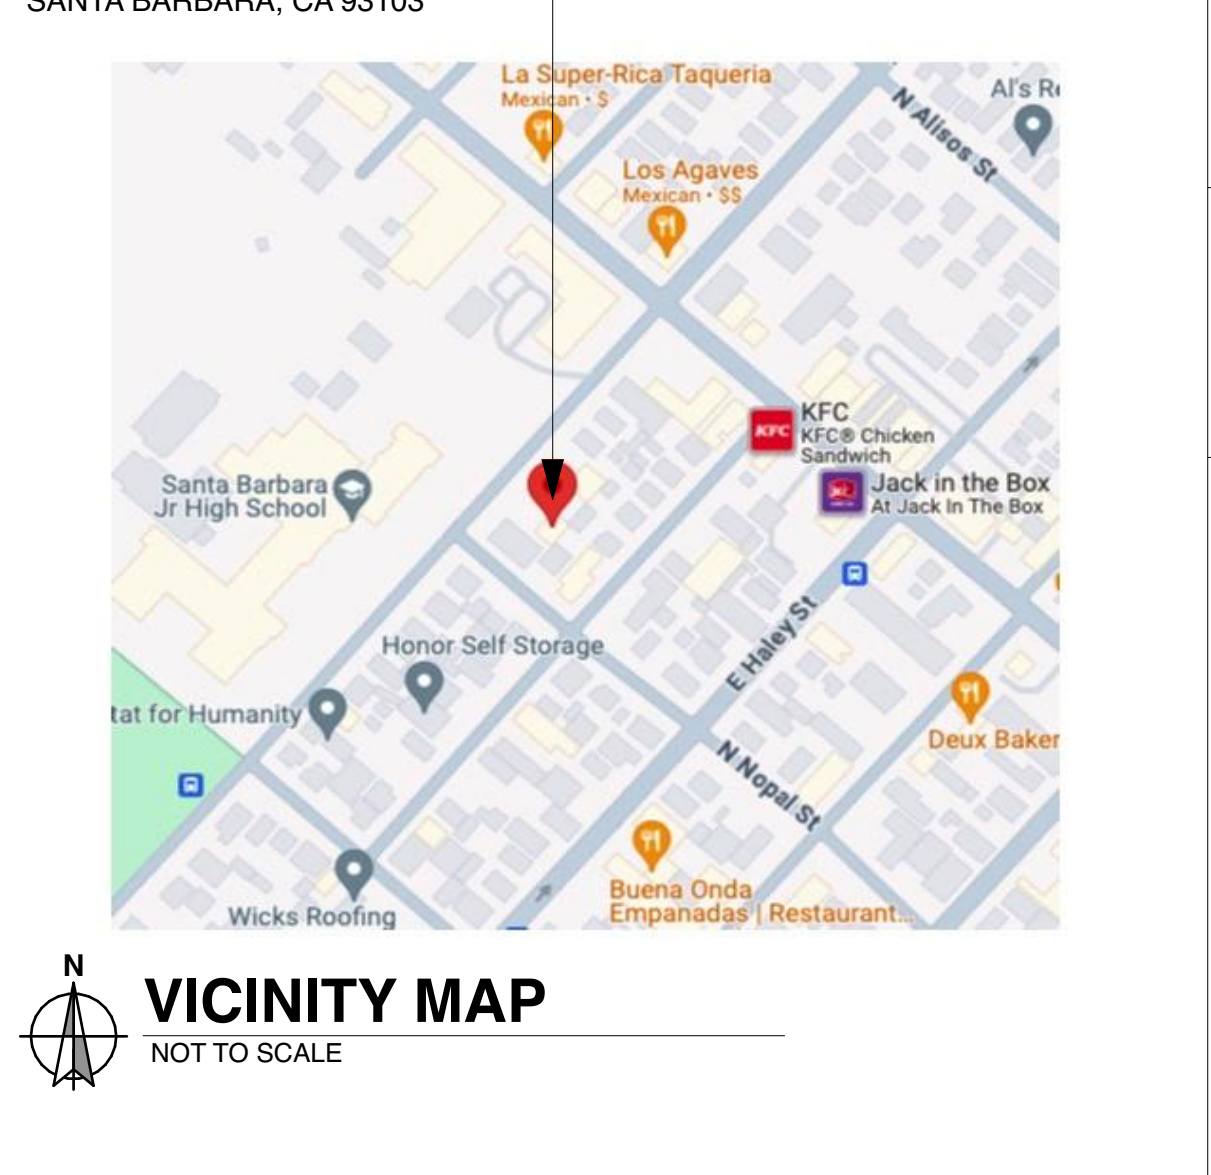 SANTA BARBARA, CA 93103
La Super-Rica Taqueria
Mexican · $
Al's Re
N Alisos St
Los Agaves
Mexican · $$
KFC
KFC
KFC® Chicken
Sandwich
Jack in the Box
At Jack In The Box
Santa Barbara
Jr High School
E Haley St
Honor Self Storage
tat for Humanity
Deux Baker
N Nopal St
Buena Onda
Empanadas | Restaurant...
Wicks Roofing
N
VICINITY MAP
NOT TO SCALE